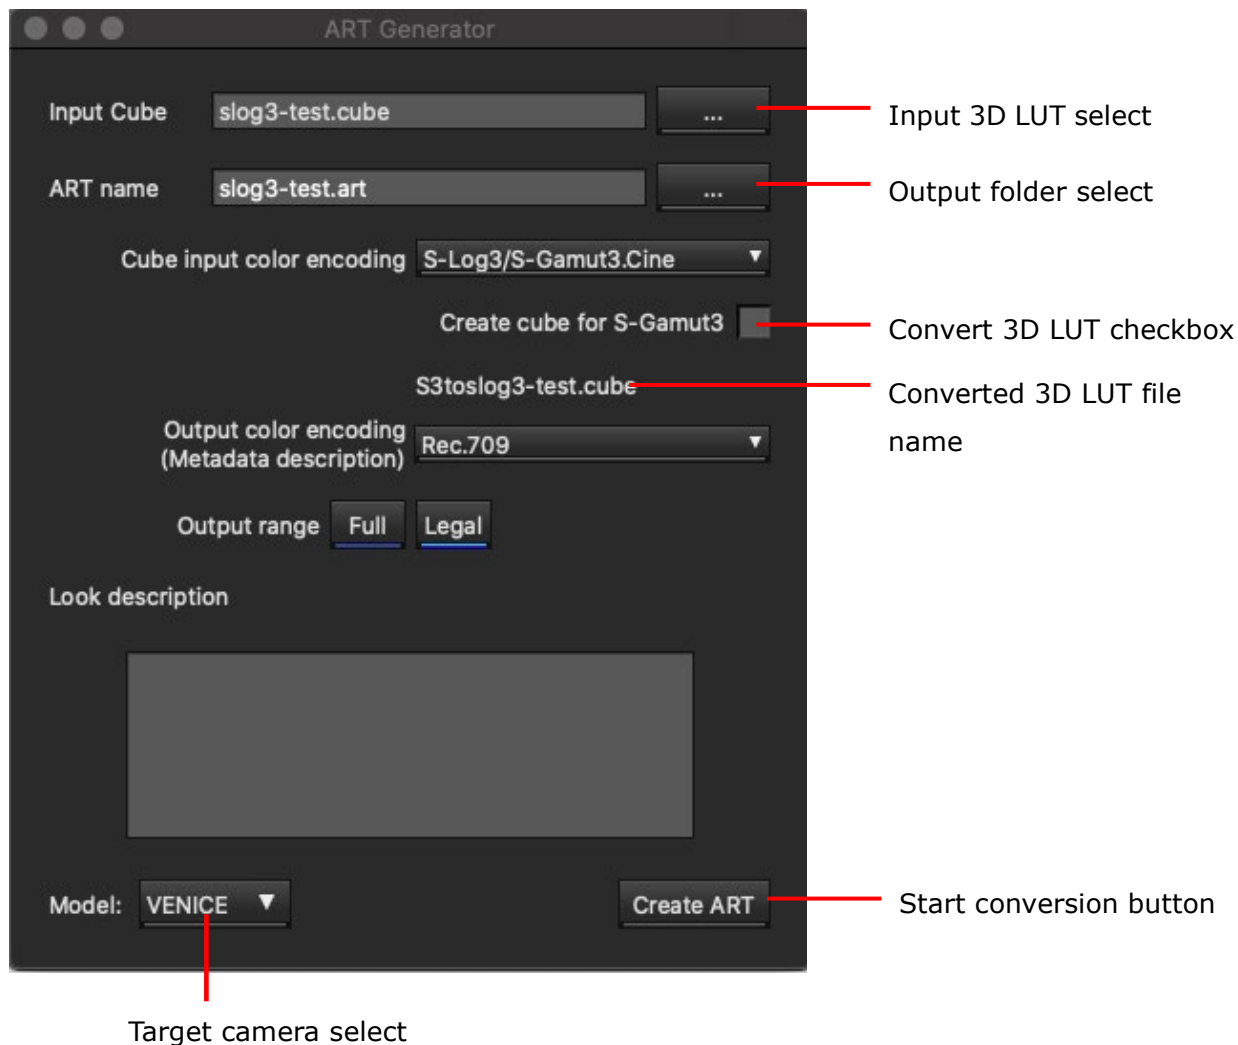 ART Generator
Input Cube slog3-test.cube ... Input 3D LUT select
ART name slog3-test.art ... Output folder select
Cube input color encoding S-Log3/S-Gamut3.Cine
Create cube for S-Gamut3 Convert 3D LUT checkbox
S3toslog3-test.cube Converted 3D LUT file
name
Output color encoding
(Metadada description) Rec.709
Output range Full Legal
Look description
Model: VENICE Create ART Start conversion button
Target camera select